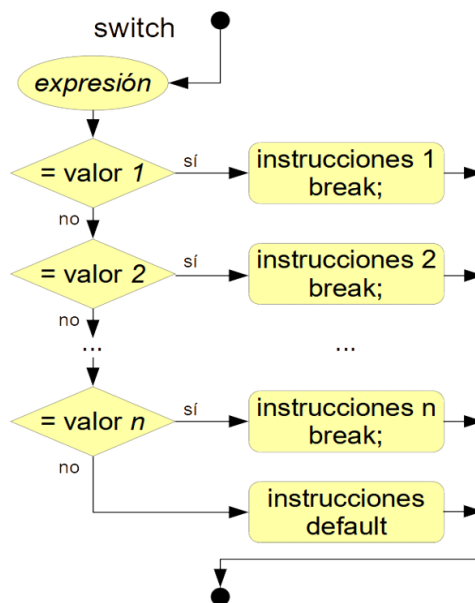 switch
expresión
= valor 1
sí
instrucciones 1
break;
no
= valor 2
sí
instrucciones 2
break;
no
...
...
= valor n
sí
instrucciones n
break;
no
instrucciones
default